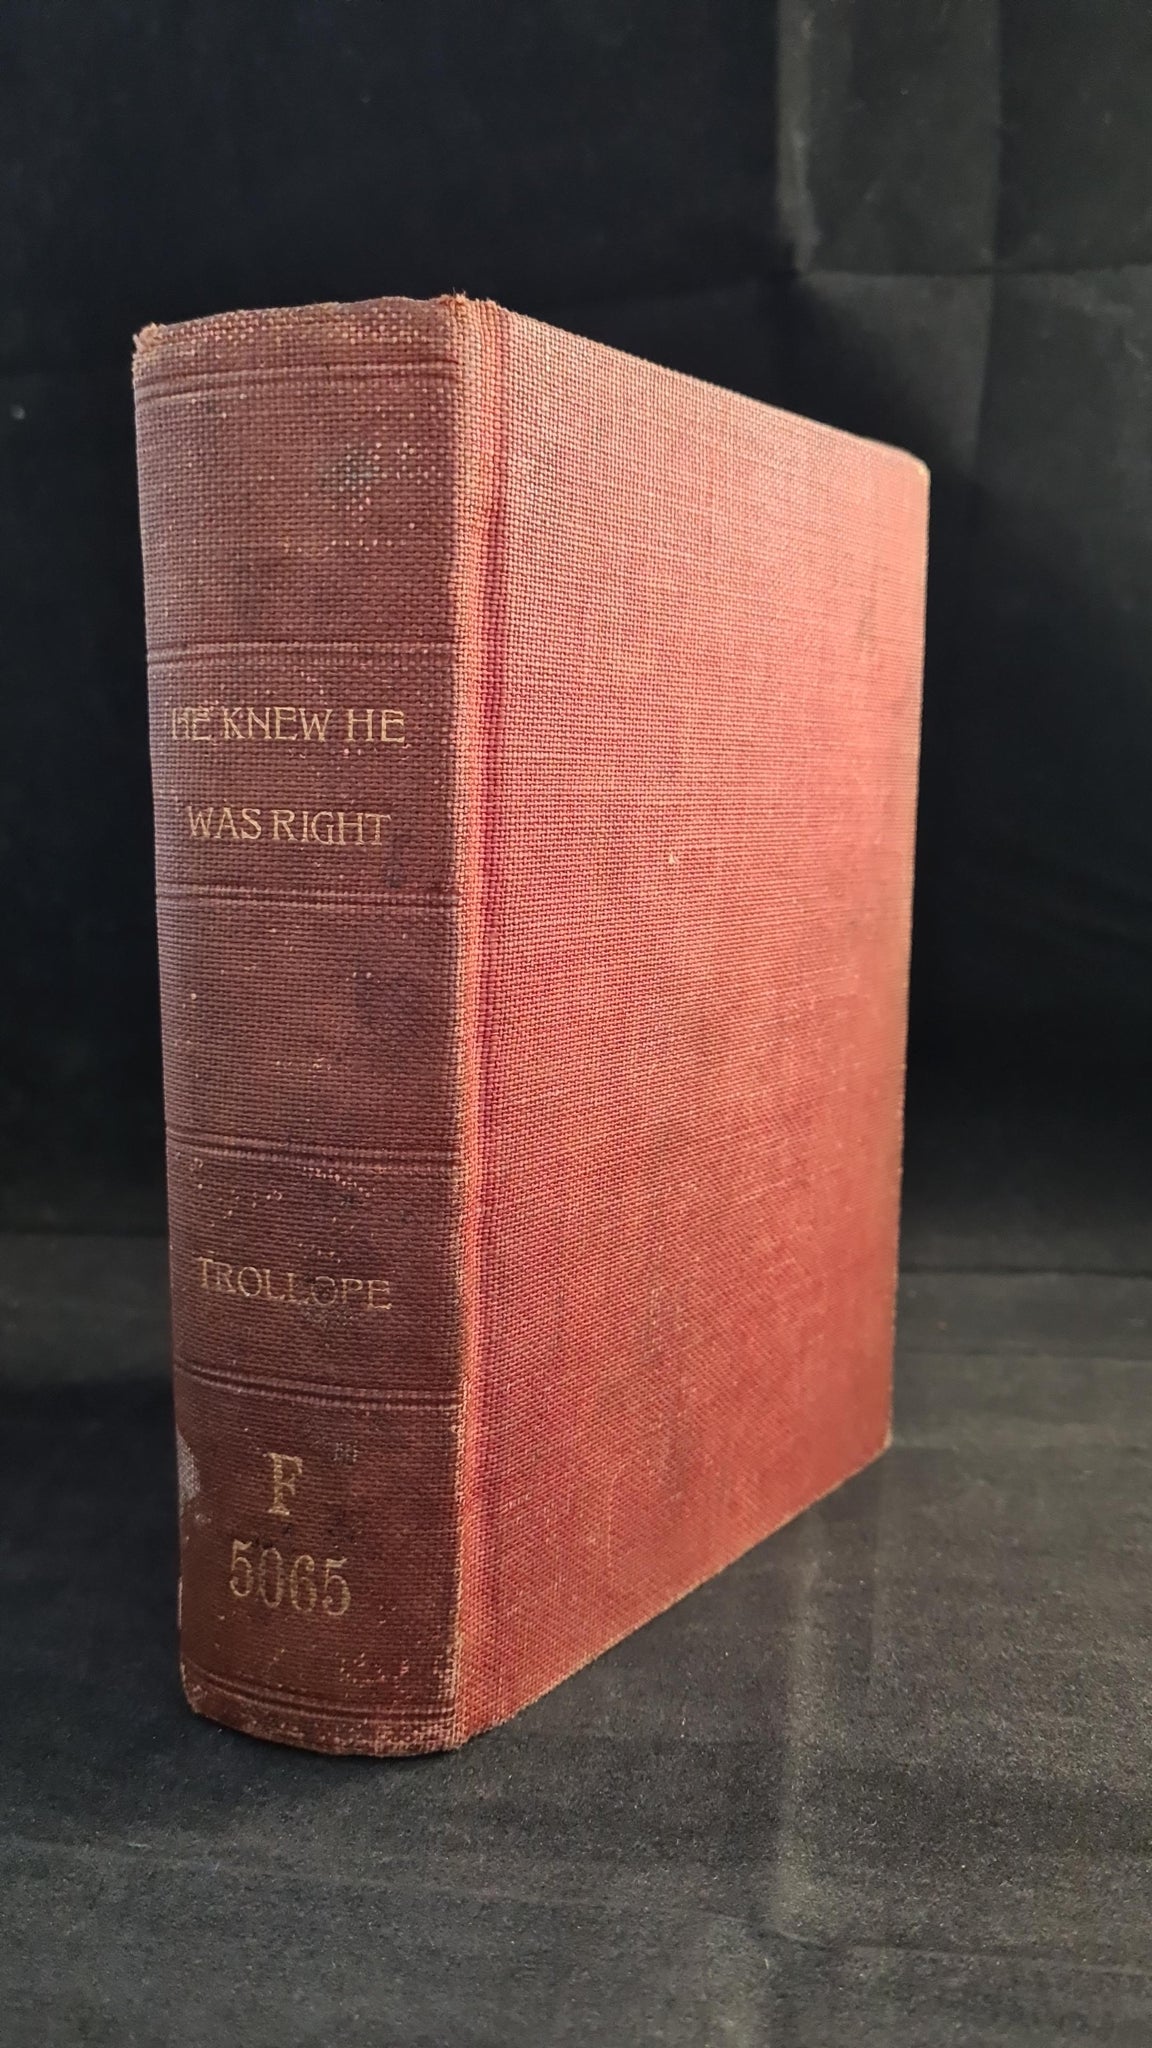 HE KNEW HE
WAS RIGHT
TROLLOPE
F
5065